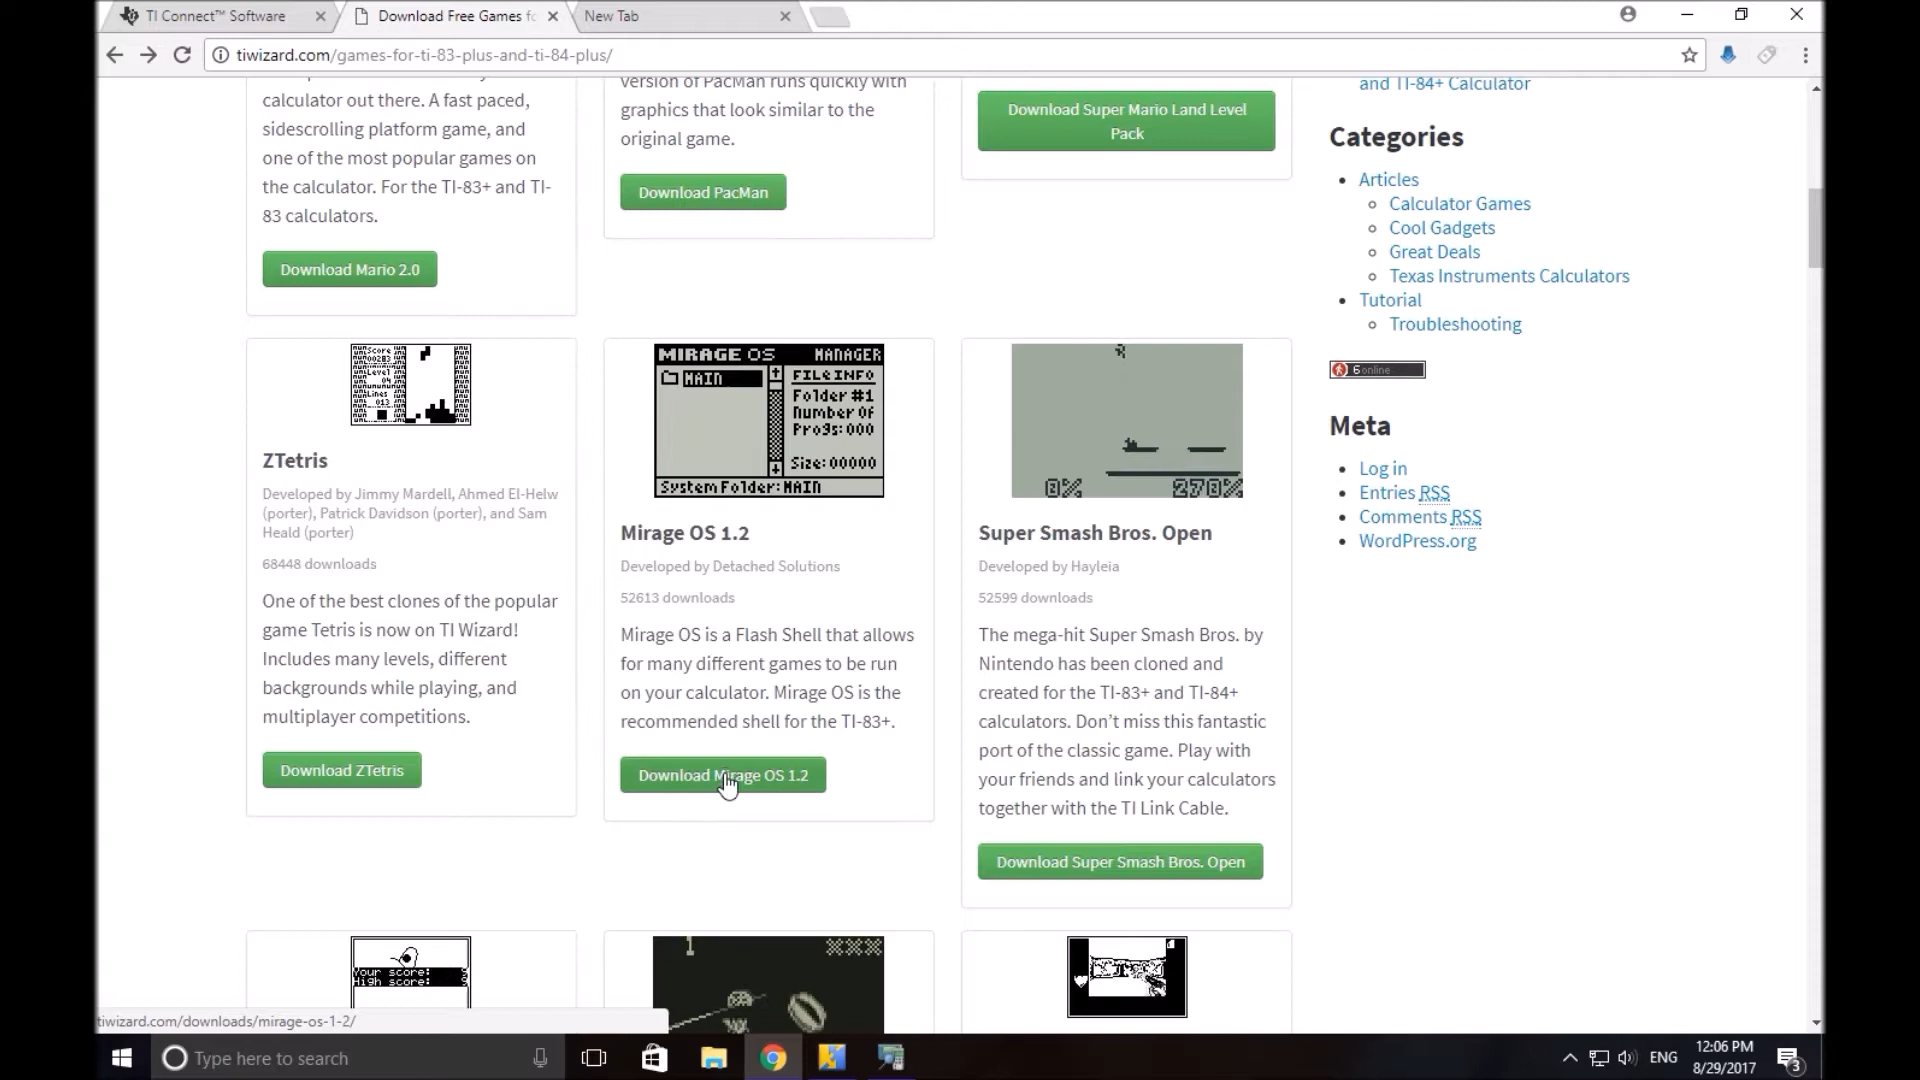 TI Connect™ Software
Download Free Games fo
New Tab
tiwizard.com/games-for-ti-83-plus-and-ti-84-plus/
calculator out there. A fast paced,
sidescrolling platform game, and
one of the most popular games on
the calculator. For the TI-83+ and TI-
83 calculators.
Download Mario 2.0
version of PacMan runs quickly with
graphics that look similar to the
original game.
Download PacMan
Download Super Mario Land Level
Pack
and TI-84+ Calculator
Categories
Articles
Calculator Games
Cool Gadgets
Great Deals
Texas Instruments Calculators
Tutorial
Troubleshooting
6 online
Meta
Log in
Entries RSS
Comments RSS
WordPress.org
Score
00283
Level
04
Lines
013
ZTetris
Developed by Jimmy Mardell, Ahmed El-Helw
(porter), Patrick Davidson (porter), and Sam
Heald (porter)
68448 downloads
One of the best clones of the popular
game Tetris is now on TI Wizard!
Includes many levels, different
backgrounds while playing, and
multiplayer competitions.
Download ZTetris
MIRAGE OS MANAGER
MAIN
FILE INFO
Folder #1
Number Of
Progs:000
Size:00000
System Folder:MAIN
Mirage OS 1.2
Developed by Detached Solutions
52613 downloads
Mirage OS is a Flash Shell that allows
for many different games to be run
on your calculator. Mirage OS is the
recommended shell for the TI-83+.
Download Mirage OS 1.2
0% 270%
Super Smash Bros. Open
Developed by Hayleia
52599 downloads
The mega-hit Super Smash Bros. by
Nintendo has been cloned and
created for the TI-83+ and TI-84+
calculators. Don’t miss this fantastic
port of the classic game. Play with
your friends and link your calculators
together with the TI Link Cable.
Download Super Smash Bros. Open
Your score:
High score:
1
XXX
tiwizard.com/downloads/mirage-os-1-2/
Type here to search
ENG
12:06 PM
8/29/2017
3